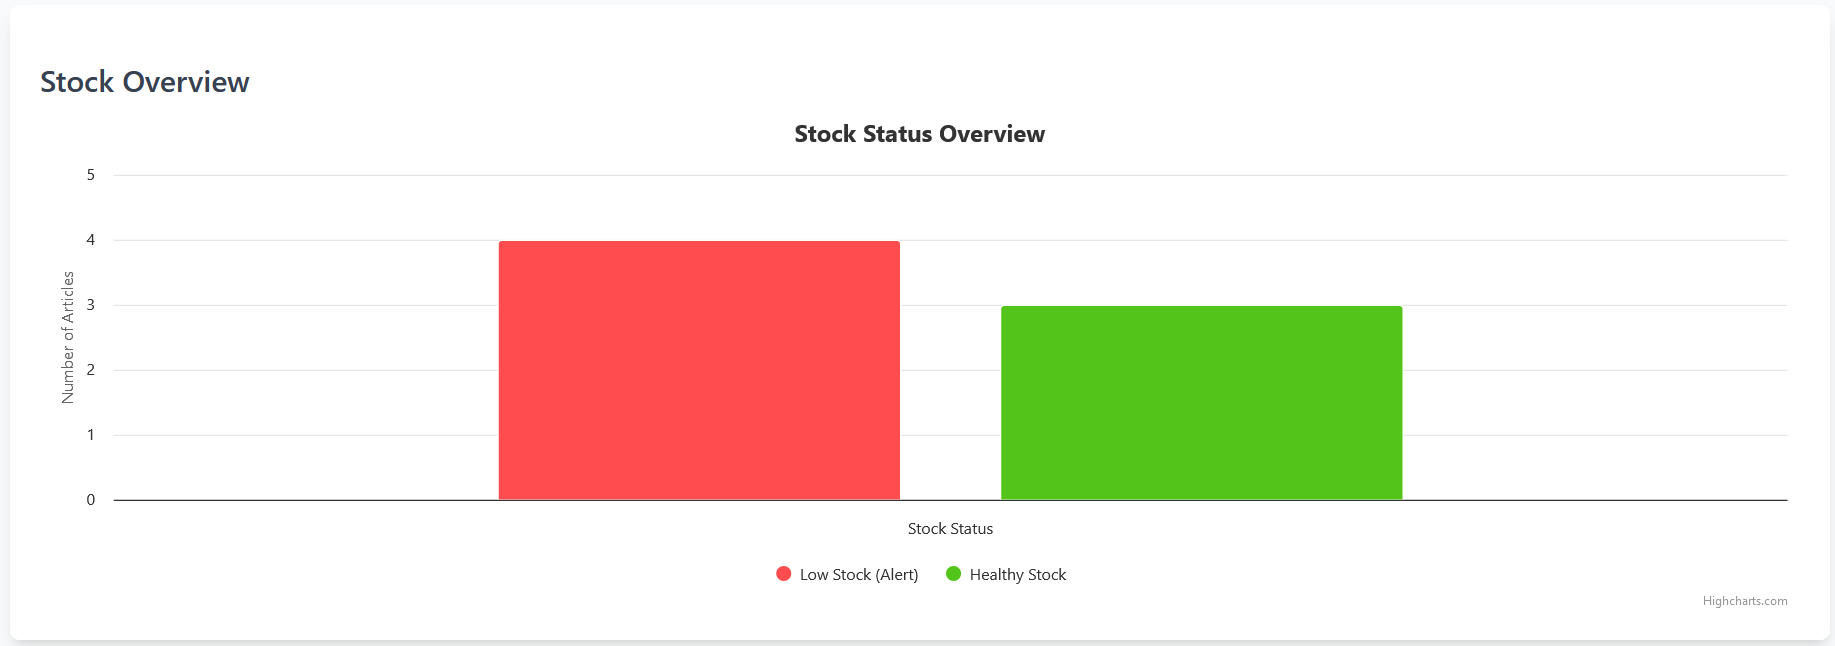 Stock Overview
Stock Status Overview
5
4
3
2
1
0
Number of Articles
Stock Status
Low Stock (Alert)
Healthy Stock
Highcharts.com